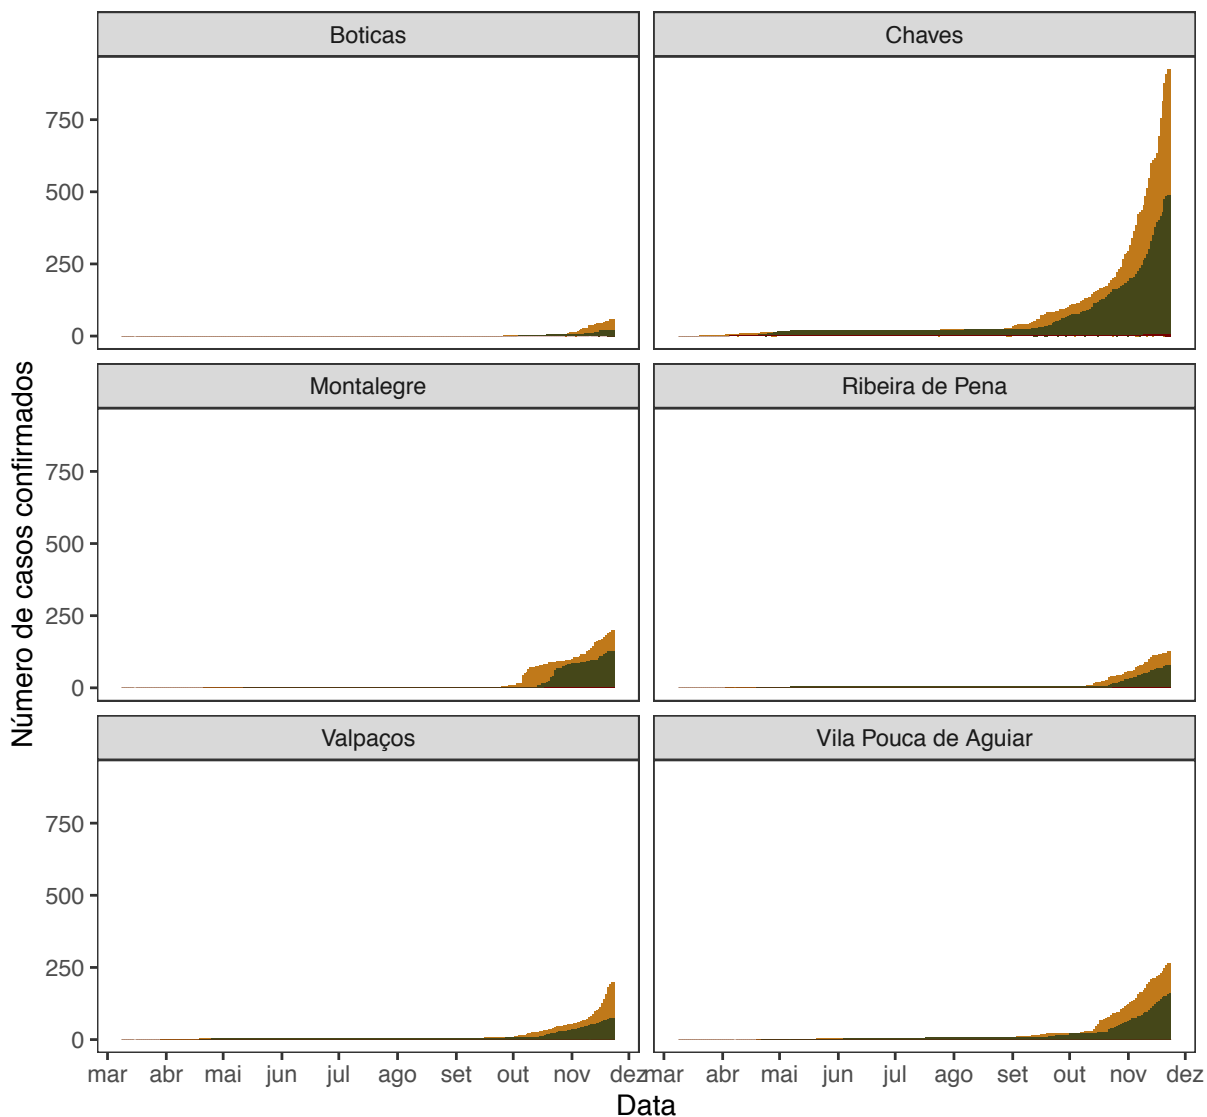 Boticas
Chaves
750
500
250
0
Montalegre
Ribeira de Pena
750
500
250
0
Valpaços
Vila Pouca de Aguiar
750
500
250
0
mar abr mai jun jul ago set out nov dez
mar abr mai jun jul ago set out nov dez
Data
Número de casos confirmados